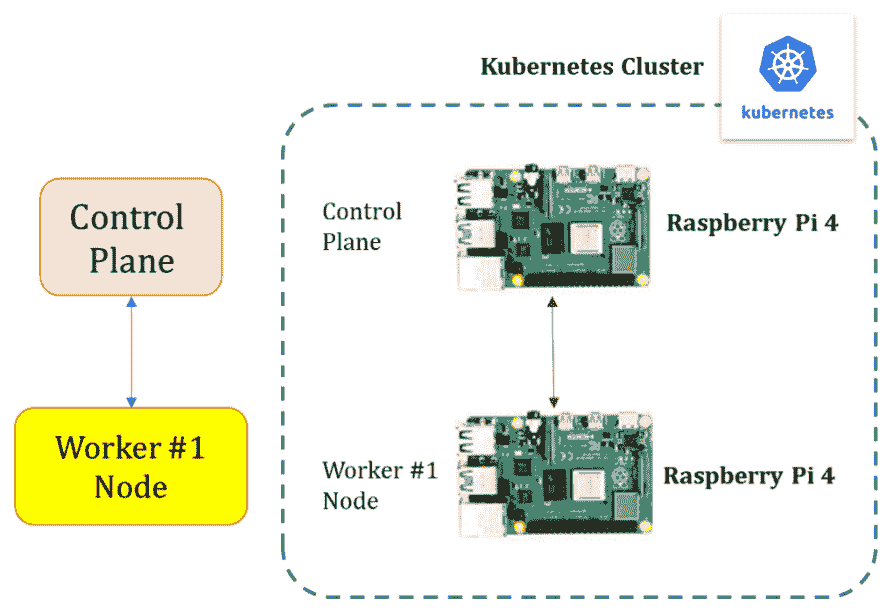 Kubernetes Cluster
kubernetes
Control
Plane
Worker #1
Node
Control
Plane
Raspberry Pi 4
Worker #1
Node
Raspberry Pi 4